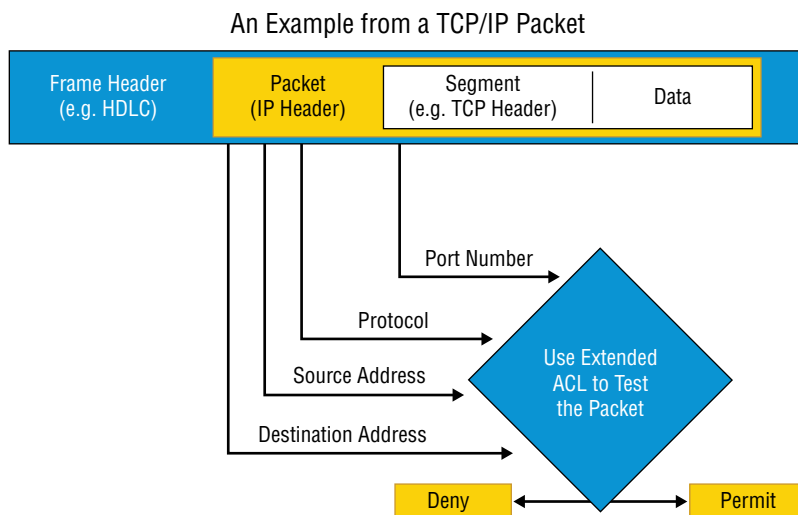 An Example from a TCP/IP Packet
Frame Header
(e.g. HDLC)
Packet
(IP Header)
Segment
(e.g. TCP Header)
Data
Port Number
Protocol
Source Address
Destination Address
Use Extended
ACL to Test
the Packet
Deny
Permit